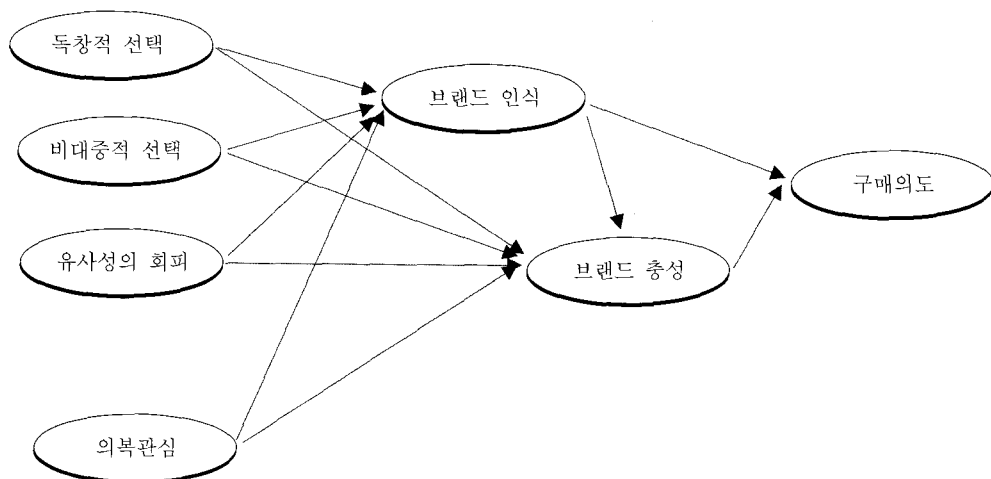 독창적 선택
브랜드 인식
비대중적 선택
구매의도
유사성의 회피
브랜드 충성
의복관심